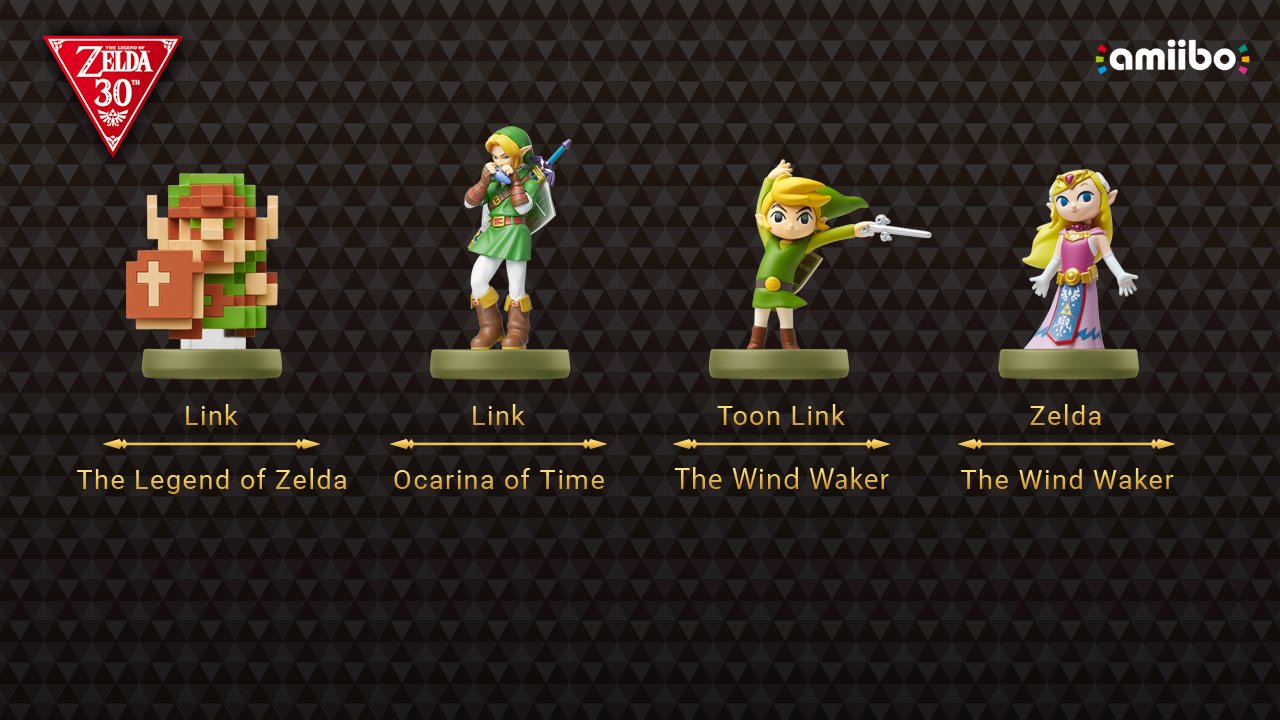 THE LEGEND OF
ZELDA
30TH
amiibo
Link
The Legend of Zelda
Link
Ocarina of Time
Toon Link
The Wind Waker
Zelda
The Wind Waker